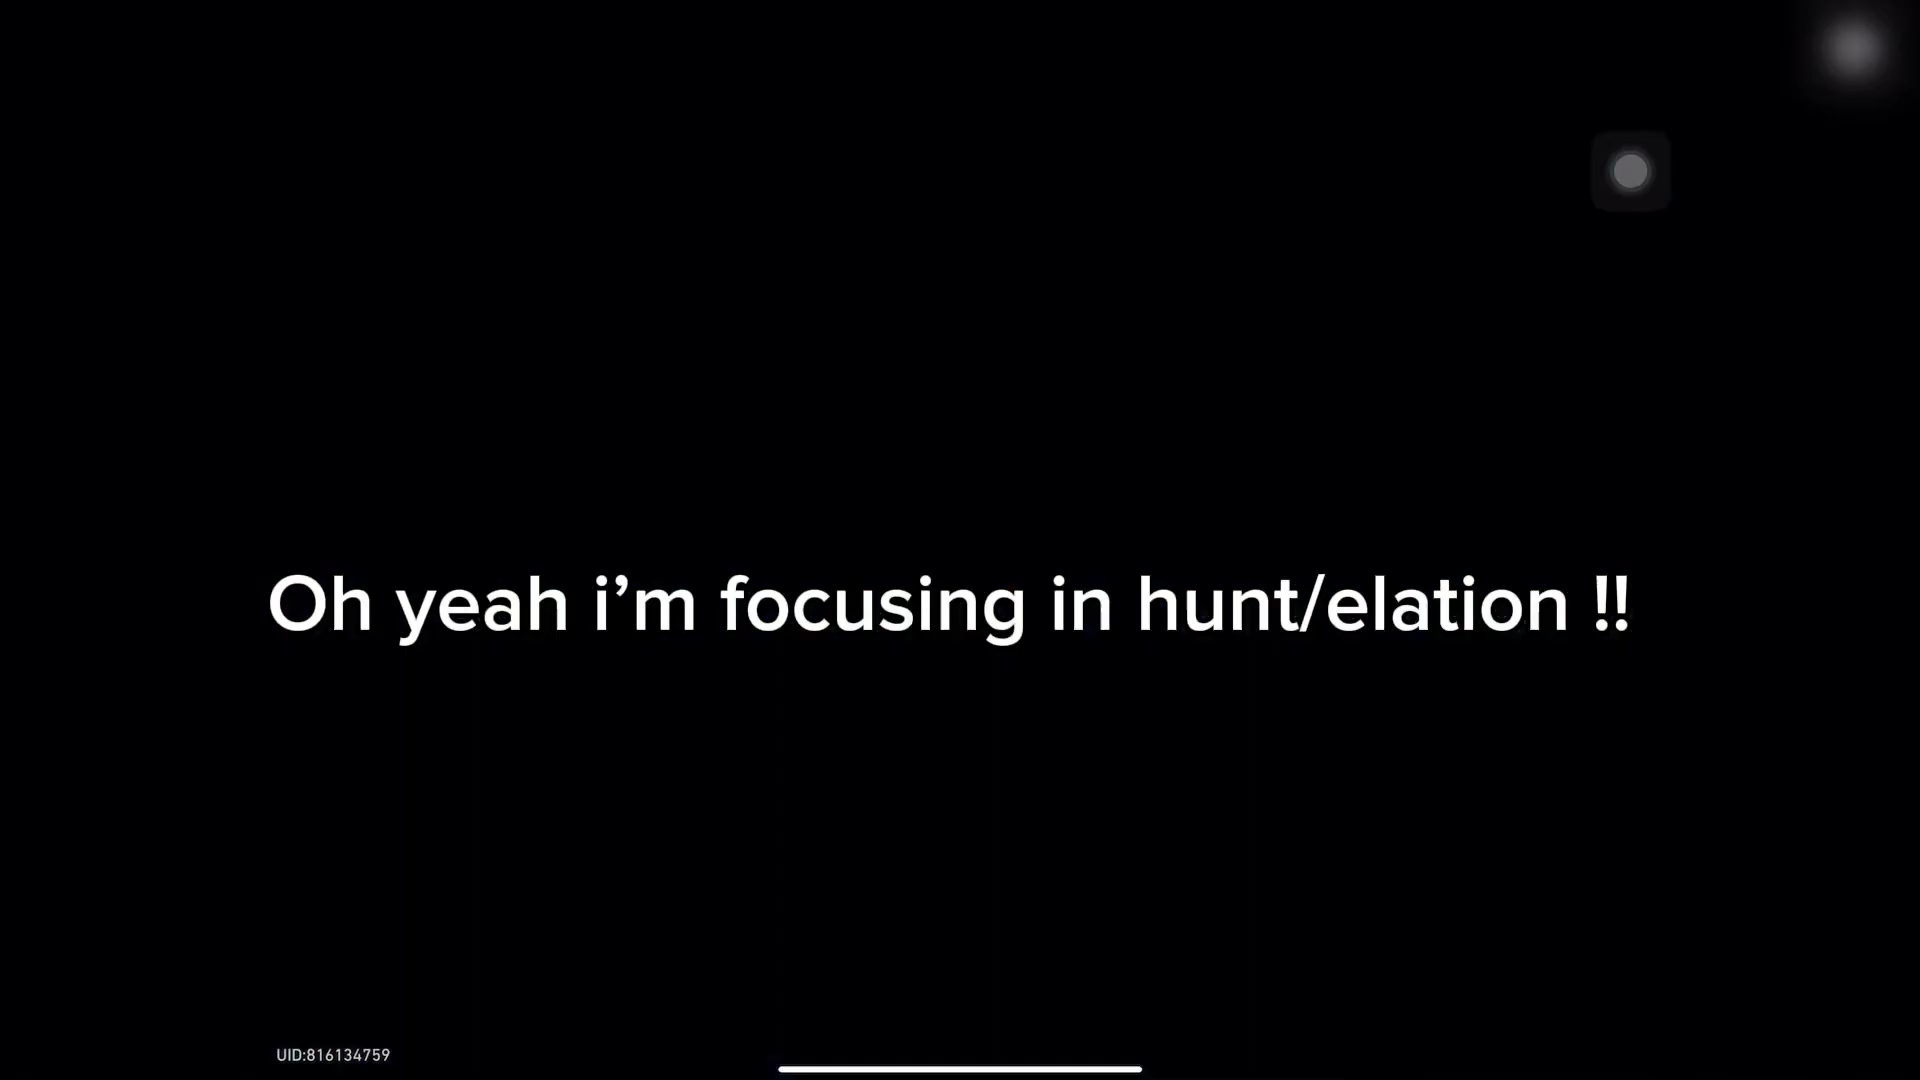 Oh yeah i’m focusing in hunt/elation !!
UID:816134759